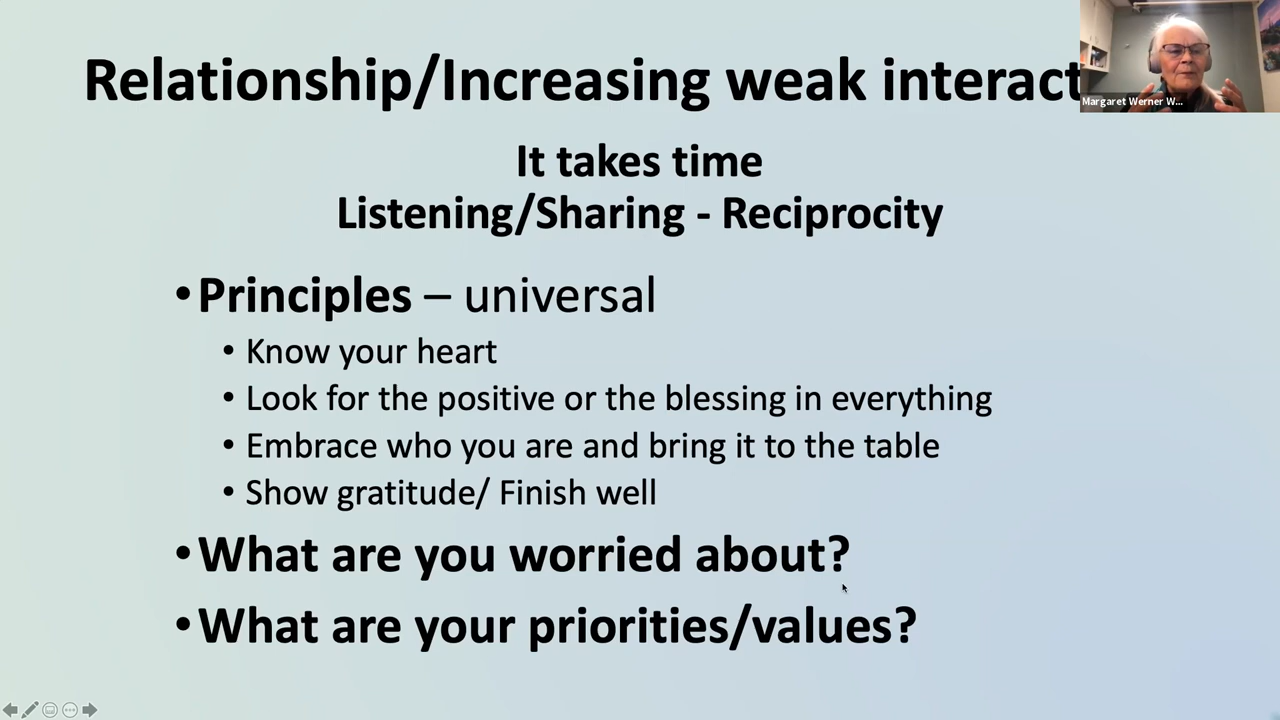 Relationship/Increasing weak interact
Margaret Werner W...
It takes time
Listening/Sharing - Reciprocity
•Principles – universal
• Know your heart
• Look for the positive or the blessing in everything
• Embrace who you are and bring it to the table
• Show gratitude/ Finish well
•What are you worried about?
•What are your priorities/values?